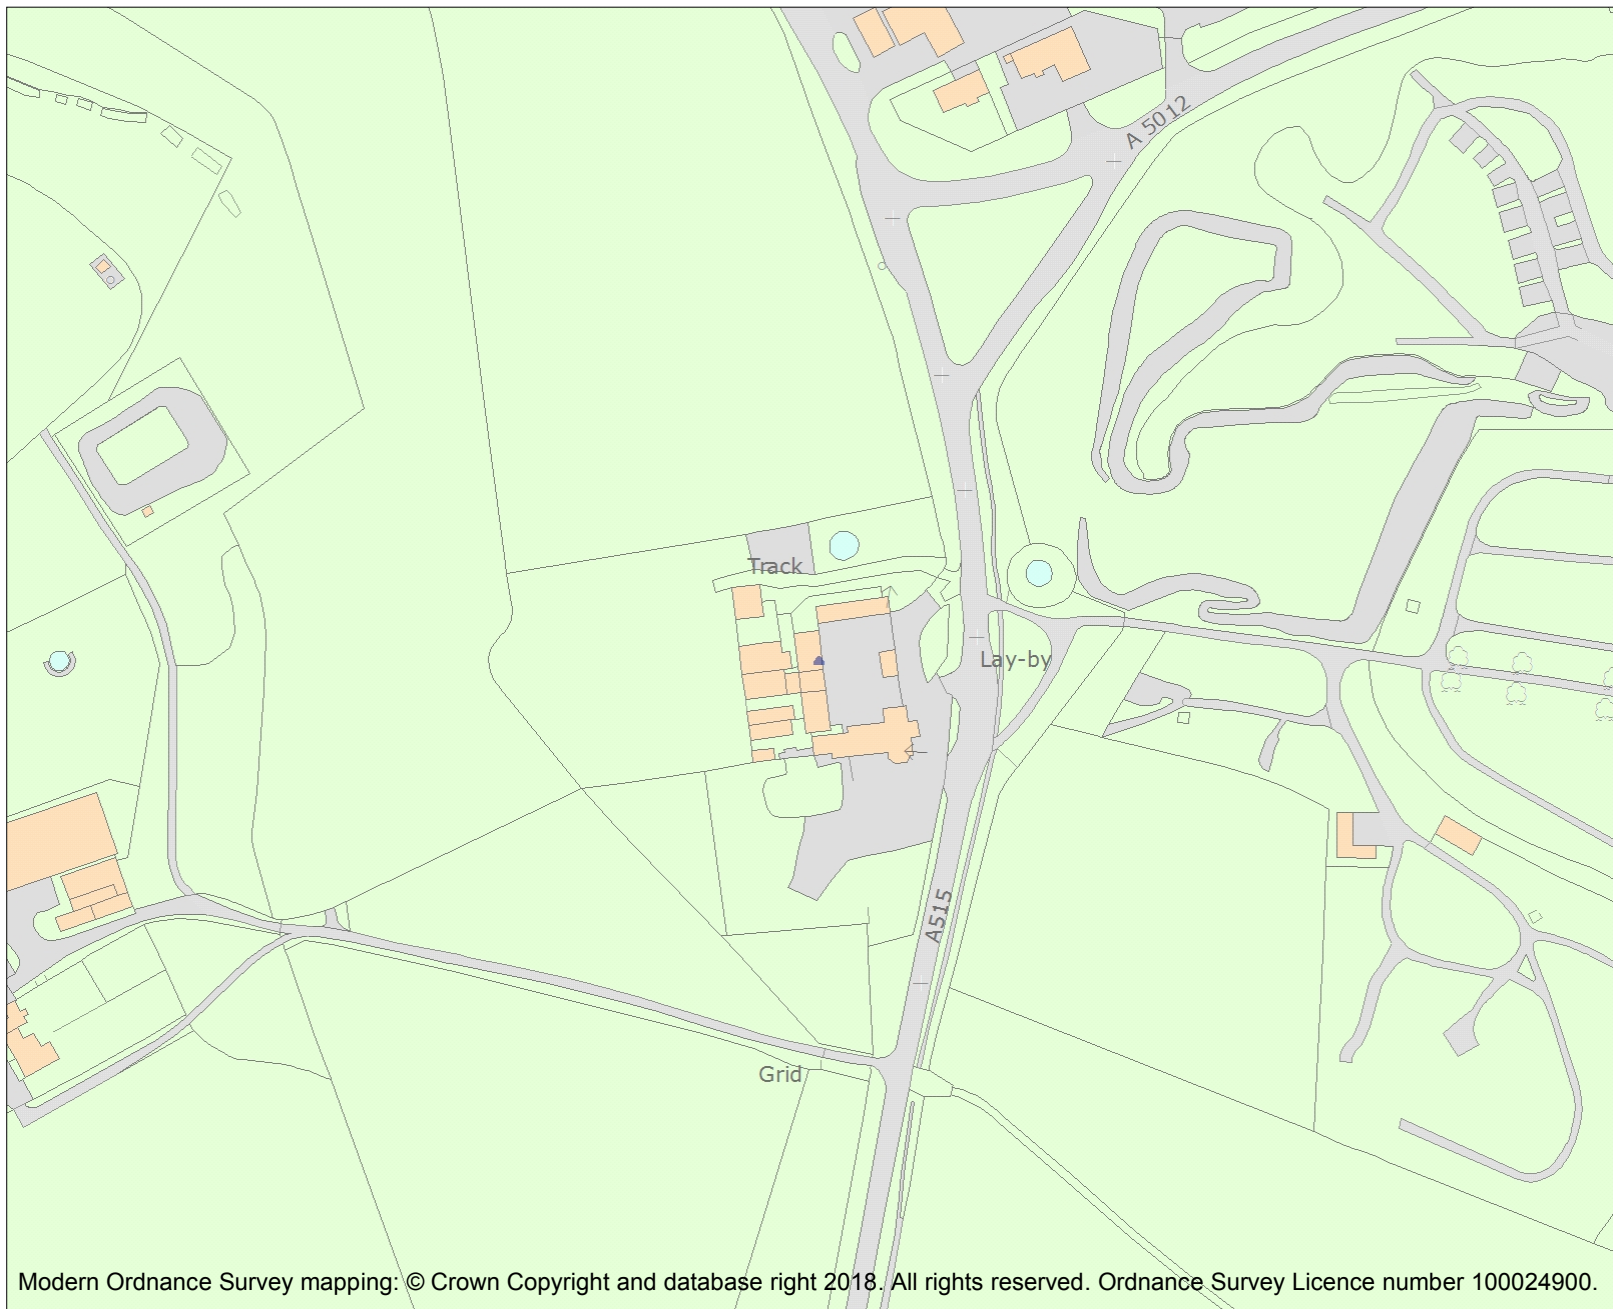 A 5012
Track
Lay-by
A515
Grid
Modern Ordnance Survey mapping: © Crown Copyright and database right 2018. All rights reserved. Ordnance Survey Licence number 100024900.